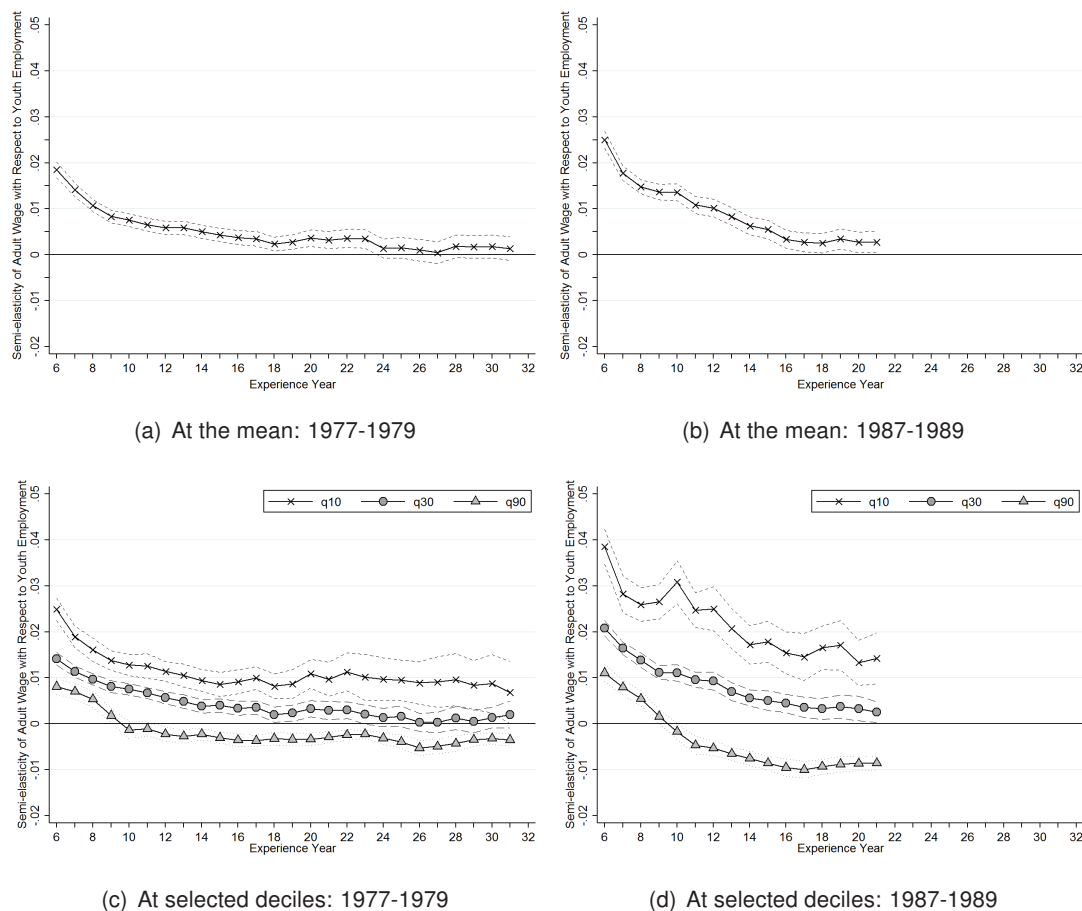 Semi-elasticity of Adult Wage with Respect to Youth Employment
.05
.04
.03
.02
.01
0
-.01
-.02
6 8 10 12 14 16 18 20 22 24 26 28 30 32
Experience Year
(a) At the mean: 1977-1979
Semi-elasticity of Adult Wage with Respect to Youth Employment
.05
.04
.03
.02
.01
0
-.01
-.02
6 8 10 12 14 16 18 20 22 24 26 28 30 32
Experience Year
(b) At the mean: 1987-1989
Semi-elasticity of Adult Wage with Respect to Youth Employment
.05
.04
.03
.02
.01
0
-.01
-.02
q10 q30 q90
6 8 10 12 14 16 18 20 22 24 26 28 30 32
Experience Year
(c) At selected deciles: 1977-1979
Semi-elasticity of Adult Wage with Respect to Youth Employment
.05
.04
.03
.02
.01
0
-.01
-.02
q10 q30 q90
6 8 10 12 14 16 18 20 22 24 26 28 30 32
Experience Year
(d) At selected deciles: 1987-1989